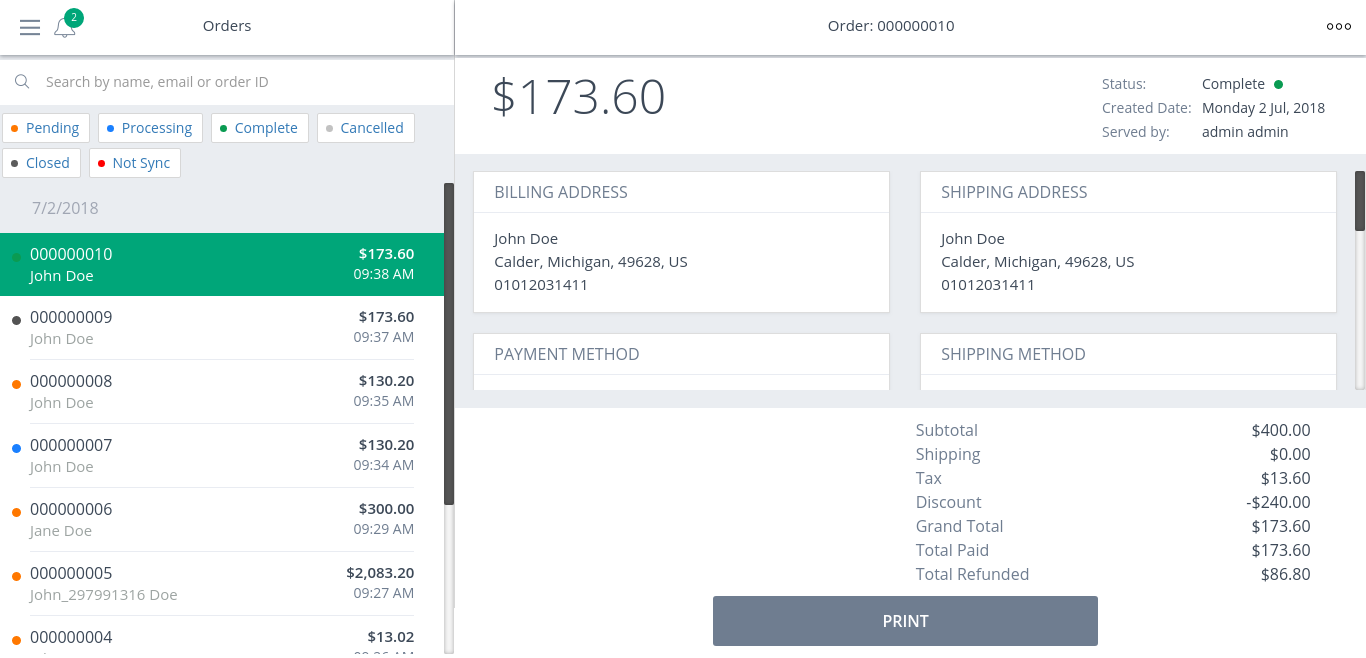 2
Orders
Search by name, email or order ID
Pending
Processing
Complete
Cancelled
Closed
Not Sync
7/2/2018
000000010 $173.60
John Doe 09:38 AM
000000009 $173.60
John Doe 09:37 AM
000000008 $130.20
John Doe 09:35 AM
000000007 $130.20
John Doe 09:34 AM
000000006 $300.00
Jane Doe 09:29 AM
000000005 $2,083.20
John_297991316 Doe 09:27 AM
000000004 $13.02
Order: 000000010
$173.60
Status: Complete
Created Date: Monday 2 Jul, 2018
Served by: admin admin
BILLING ADDRESS
John Doe
Calder, Michigan, 49628, US
01012031411
SHIPPING ADDRESS
John Doe
Calder, Michigan, 49628, US
01012031411
PAYMENT METHOD
SHIPPING METHOD
Subtotal $400.00
Shipping $0.00
Tax $13.60
Discount -$240.00
Grand Total $173.60
Total Paid $173.60
Total Refunded $86.80
PRINT